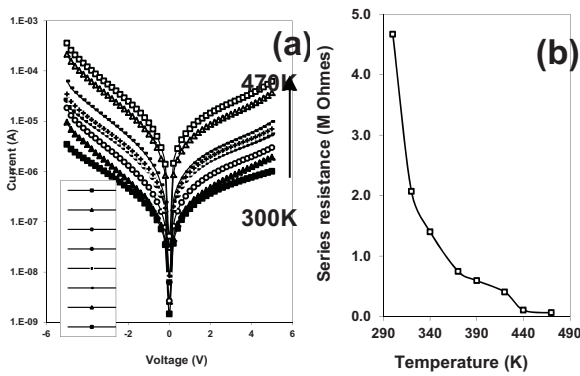 (a)
470K
300K
1.E-03
1.E-04
1.E-05
1.E-06
1.E-07
1.E-08
1.E-09
Current (A)
-6
-4
-2
0
2
4
6
Voltage (V)
(b)
5.0
4.0
3.0
2.0
1.0
0.0
Series resistance (M Ohmes)
290
340
390
440
490
Temperature (K)